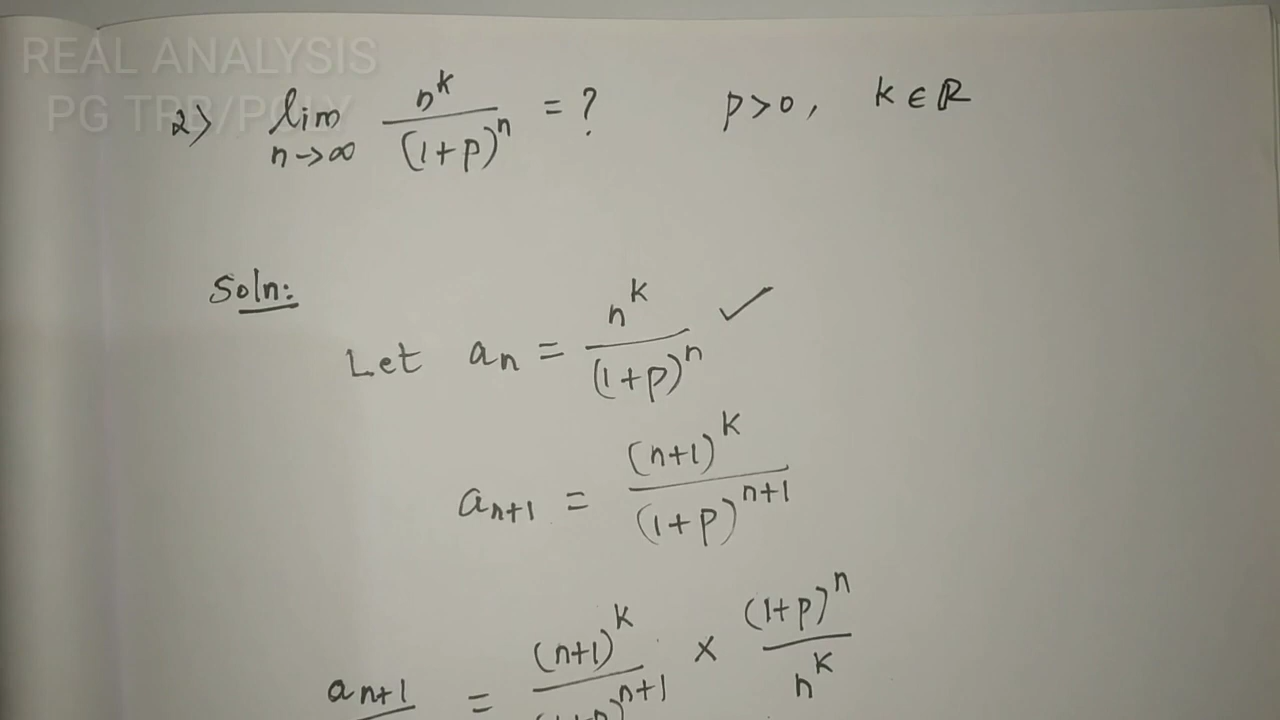 REAL ANALYSIS
PG TRB/POLY
2> lim n→∞ n^k / (1+p)^n = ? p>0, k∈ℝ
Soln:
Let a_n = n^k / (1+p)^n ✓
a_{n+1} = (n+1)^k / (1+p)^{n+1}
a_{n+1} = (n+1)^k / (1+p)^{n+1} × (1+p)^n / n^k